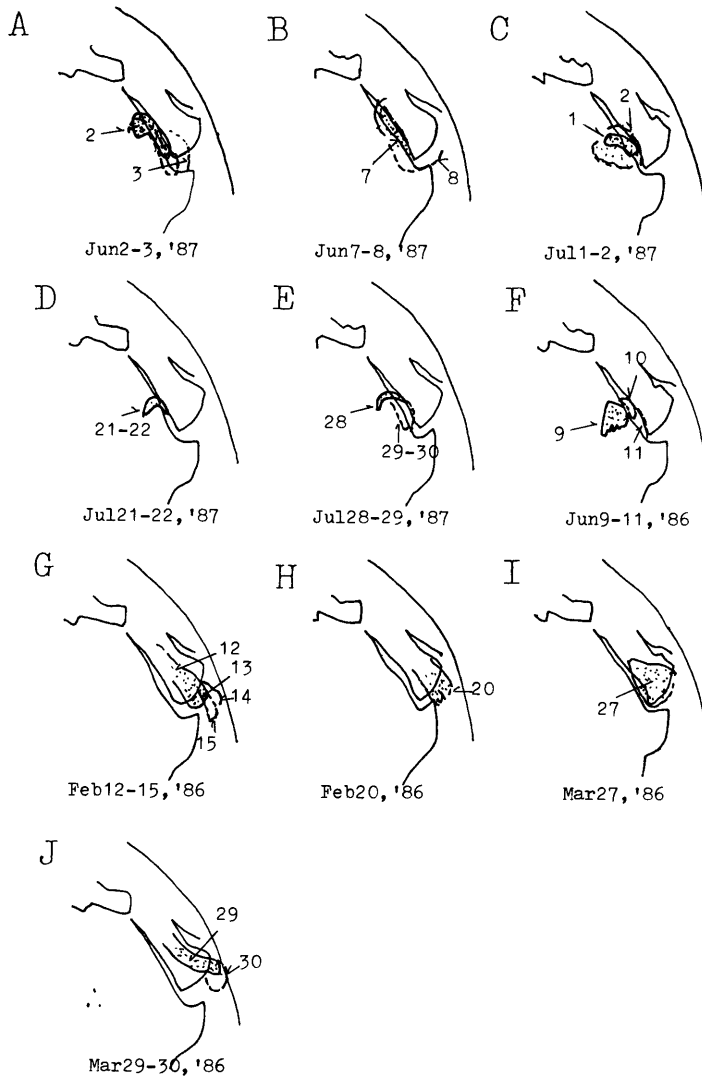 A
2
3
Jun2-3,'87
B
7
8
Jun7-8,'87
C
1
2
Jul1-2,'87
D
21-22
Jul21-22,'87
E
28
29-30
Jul28-29,'87
F
10
9
11
Jun9-11,'86
G
12
13
14
15
Feb12-15,'86
H
20
Feb20,'86
I
27
Mar27,'86
J
29
30
Mar29-30,'86